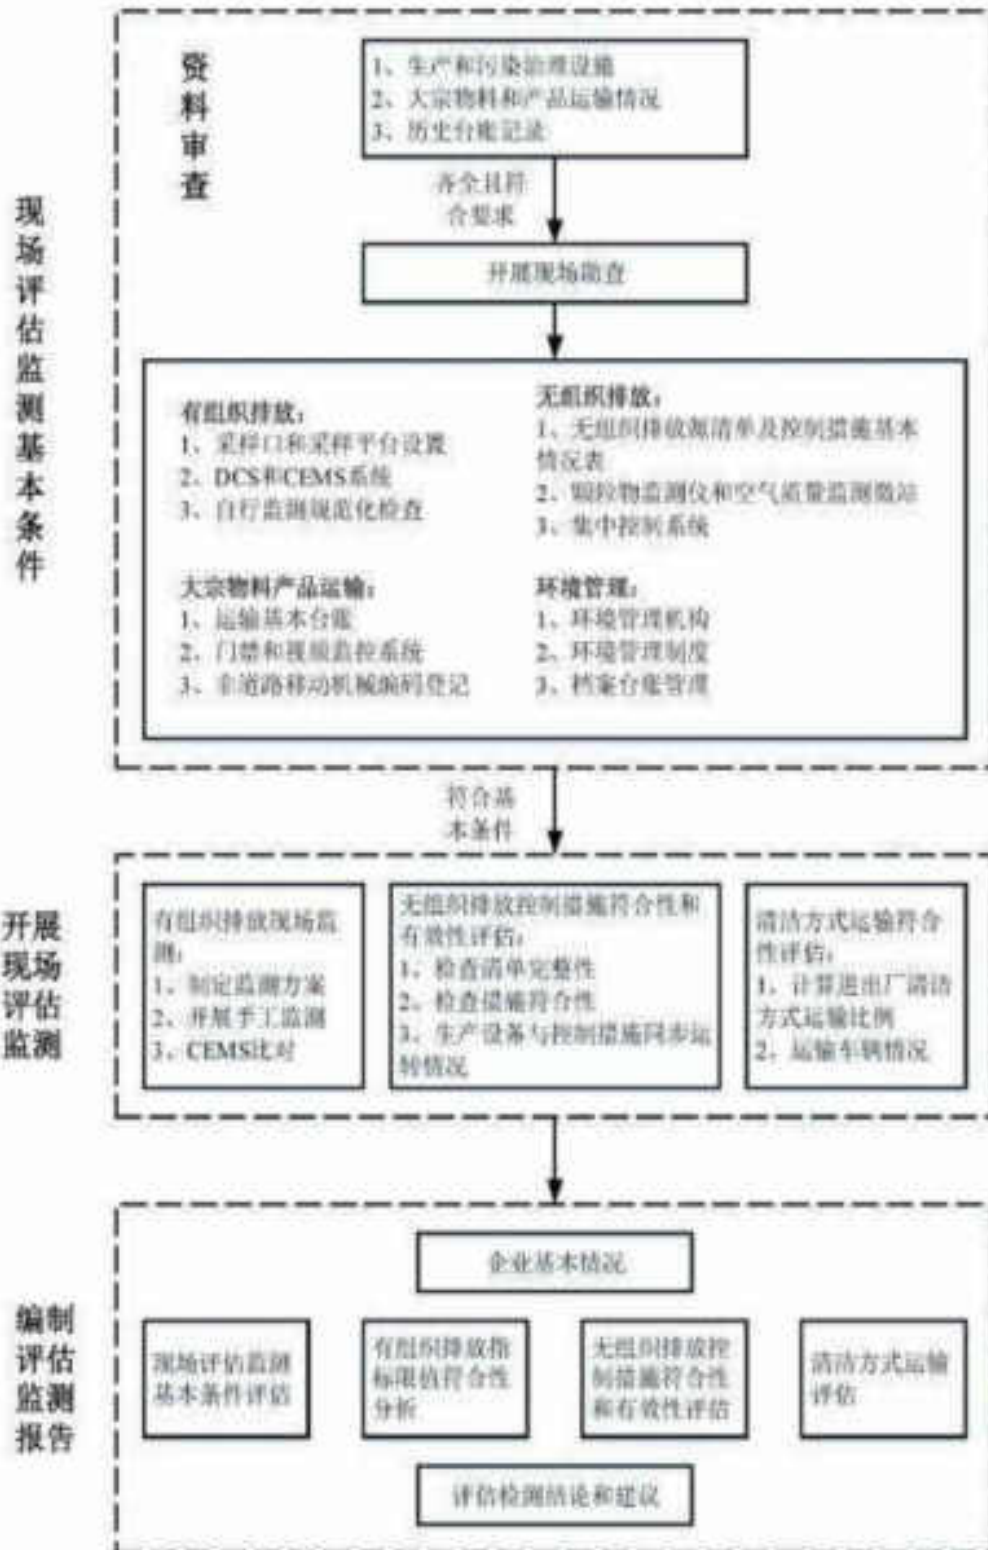 现场评估监测基本条件
资料审查
1、生产和污染治理设施
2、大宗物料和产品运输情况
3、历史台账记录
齐全且符
合要求
开展现场勘查
有组织排放:
1、采样口和采样平台设置
2、DCS和CEMS系统
3、自行监测规范化检查
无组织排放:
1、无组织排放源清单及控制措施基本
情况表
2、颗粒物监测仪和空气质量监测微站
3、集中控制系统
大宗物料产品运输:
1、运输基本台账
2、门禁和视频监控系统
3、非道路移动机械编码登记
环境管理:
1、环境管理机构
2、环境管理制度
3、档案台账管理
符合基
本条件
开展
现场
评估
监测
有组织排放现场监
测:
1、制定监测方案
2、开展手工监测
3、CEMS比对
无组织排放控制措施符合性和
有效性评估:
1、检查清单完整性
2、检查措施符合性
3、生产设备与控制措施同步运
转情况
清洁方式运输符合
性评估:
1、计算进出厂清洁
方式运输比例
2、运输车辆情况
编制
评估
监测
报告
企业基本情况
现场评估监测
基本条件评估
有组织排放指
标限值符合性
分析
无组织排放控
制措施符合性
和有效性评估
清洁方式运输
评估
评估检测结论和建议